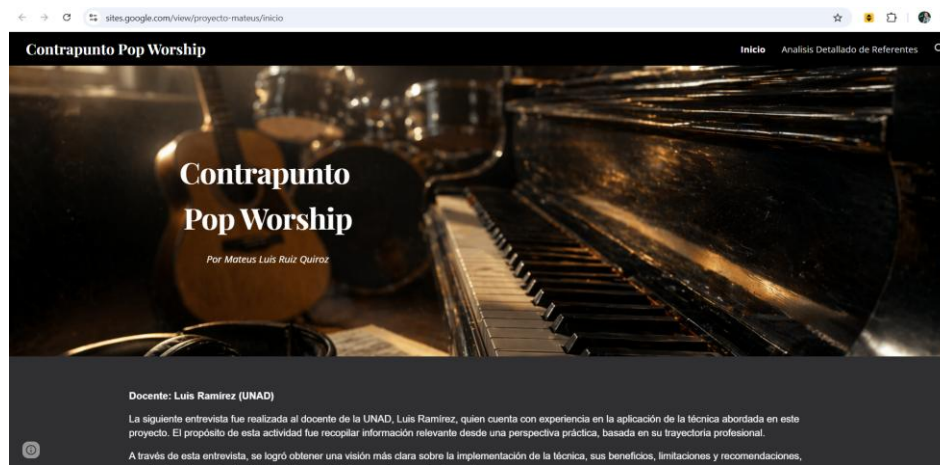 sites.google.com/view/proyecto-mateus/inicio
Contrapunto Pop Worship
Inicio Analisis Detallado de Referentes
Contrapunto
Pop Worship
Por Mateus Luis Ruiz Quiroz
Docente: Luis Ramírez (UNAD)
La siguiente entrevista fue realizada al docente de la UNAD, Luis Ramírez, quien cuenta con experiencia en la aplicación de la técnica abordada en este
proyecto. El propósito de esta actividad fue recopilar información relevante desde una perspectiva práctica, basada en su trayectoria profesional.
A través de esta entrevista, se logró obtener una visión más clara sobre la implementación de la técnica, sus beneficios, limitaciones y recomendaciones,